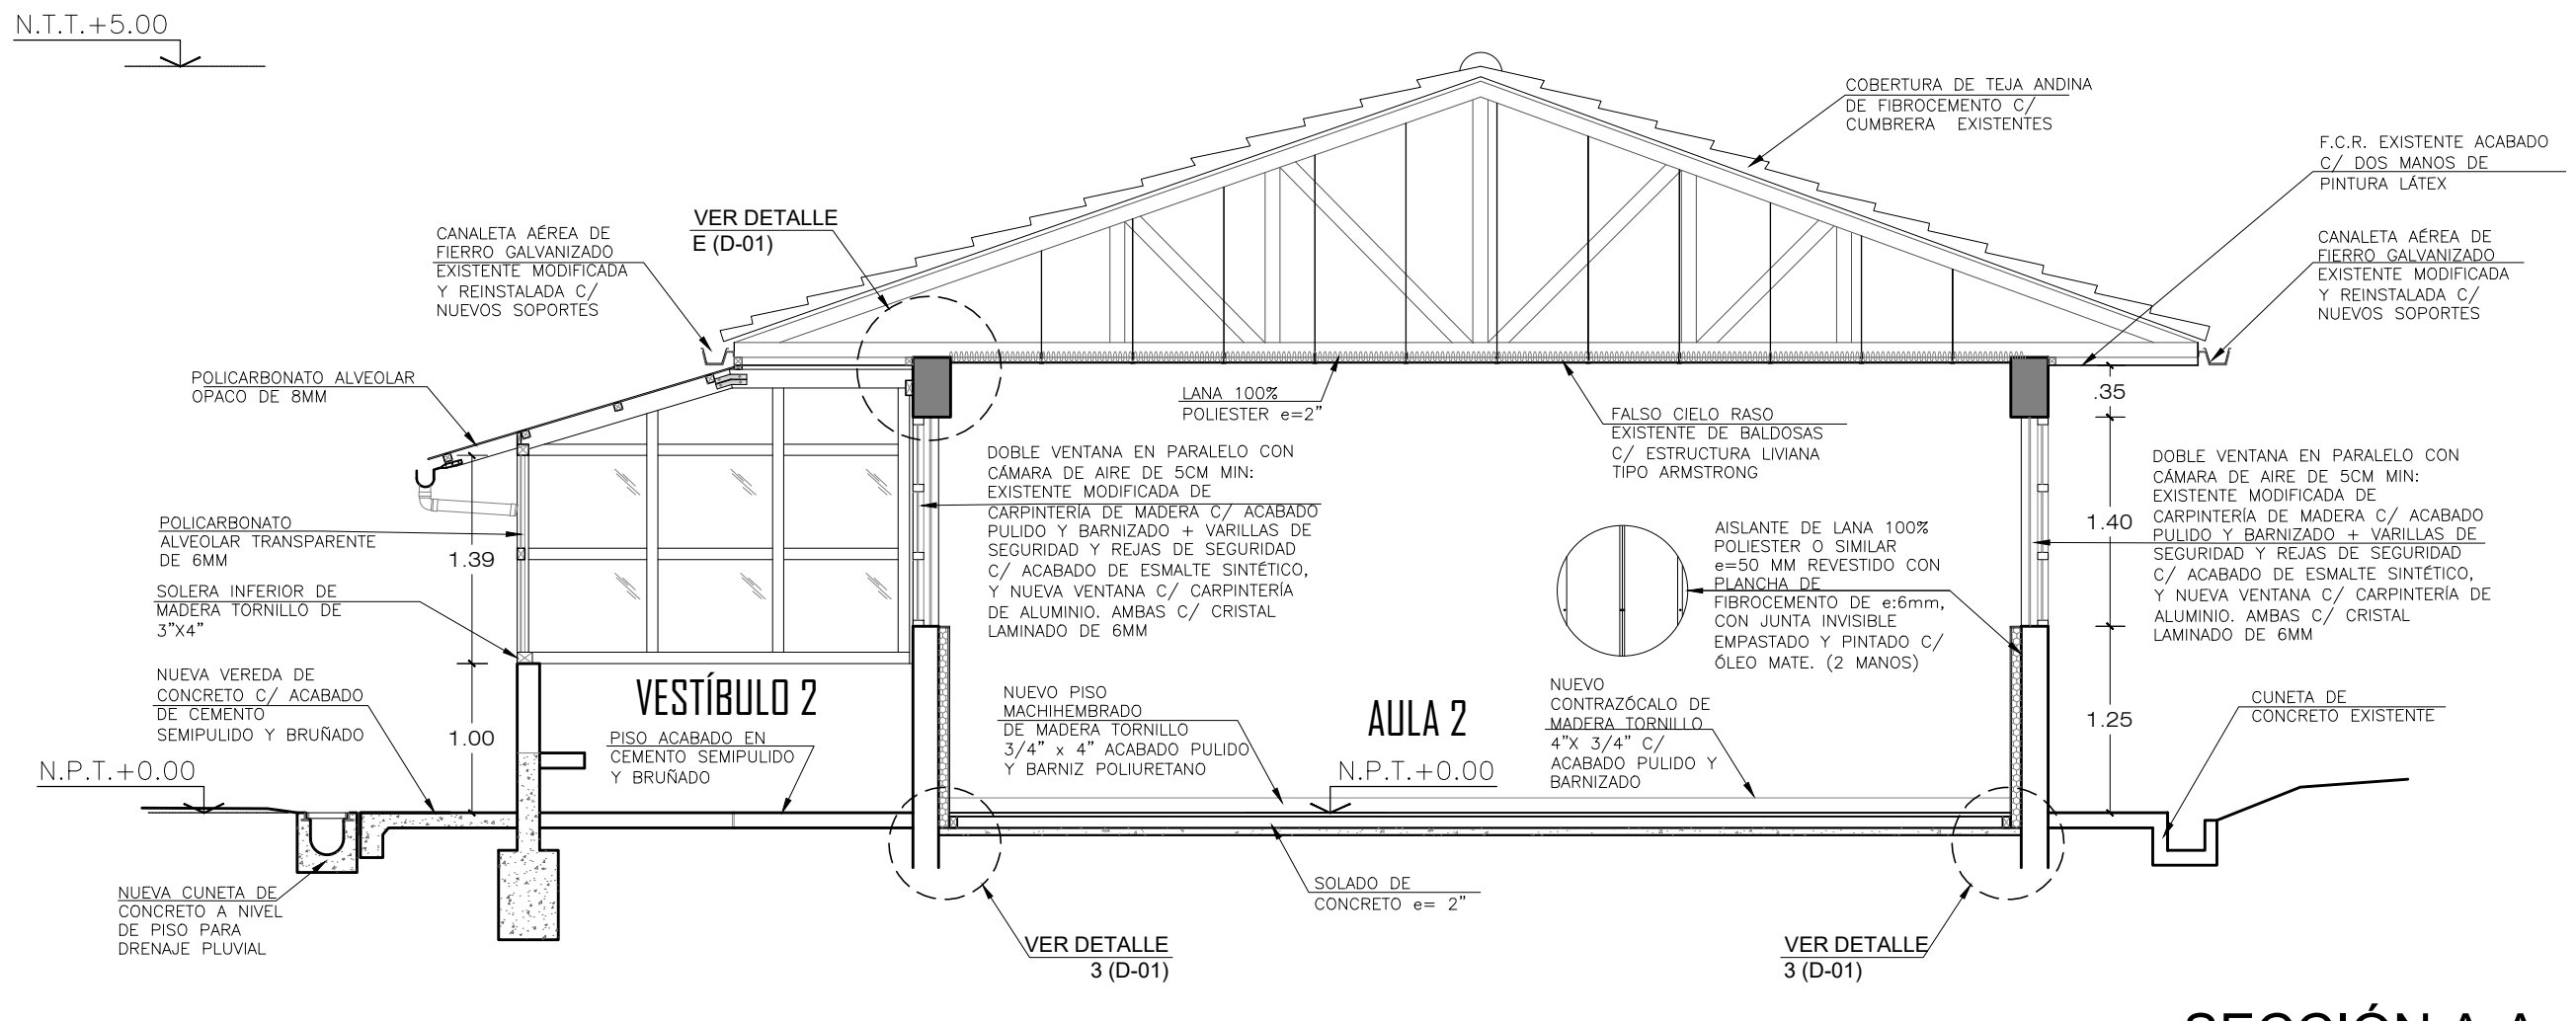 N.T.T.+5.00
COBERTURA DE TEJA ANDINA
DE FIBROCEMENTO C/
CUMBRERA EXISTENTES
F.C.R. EXISTENTE ACABADO
C/ DOS MANOS DE
PINTURA LÁTEX
VER DETALLE
E (D-01)
CANALETA AÉREA DE
FIERRO GALVANIZADO
EXISTENTE MODIFICADA
Y REINSTALADA C/
NUEVOS SOPORTES
CANALETA AÉREA DE
FIERRO GALVANIZADO
EXISTENTE MODIFICADA
Y REINSTALADA C/
NUEVOS SOPORTES
POLICARBONATO ALVEOLAR
OPACO DE 8MM
LANA 100%
POLIESTER e=2"
FALSO CIELO RASO
EXISTENTE DE BALDOSAS
C/ ESTRUCTURA LIVIANA
TIPO ARMSTRONG
.35
DOBLE VENTANA EN PARALELO CON
CÁMARA DE AIRE DE 5CM MIN:
EXISTENTE MODIFICADA DE
CARPINTERÍA DE MADERA C/ ACABADO
PULIDO Y BARNIZADO + VARILLAS DE
SEGURIDAD Y REJAS DE SEGURIDAD
C/ ACABADO DE ESMALTE SINTÉTICO,
Y NUEVA VENTANA C/ CARPINTERÍA
DE ALUMINIO. AMBAS C/ CRISTAL
LAMINADO DE 6MM
DOBLE VENTANA EN PARALELO CON
CÁMARA DE AIRE DE 5CM MIN:
EXISTENTE MODIFICADA DE
CARPINTERÍA DE MADERA C/ ACABADO
PULIDO Y BARNIZADO + VARILLAS DE
SEGURIDAD Y REJAS DE SEGURIDAD
C/ ACABADO DE ESMALTE SINTÉTICO,
Y NUEVA VENTANA C/ CARPINTERÍA DE
ALUMINIO. AMBAS C/ CRISTAL
LAMINADO DE 6MM
1.40
POLICARBONATO
ALVEOLAR TRANSPARENTE
DE 6MM
1.39
AISLANTE DE LANA 100%
POLIESTER O SIMILAR
e=50 MM REVESTIDO CON
PLANCHA DE
FIBROCEMENTO DE e:6mm,
CON JUNTA INVISIBLE
EMPASTADO Y PINTADO C/
ÓLEO MATE. (2 MANOS)
SOLERA INFERIOR DE
MADERA TORNILLO DE
3"X4"
NUEVA VEREDA DE
CONCRETO C/ ACABADO
DE CEMENTO
SEMIPULIDO Y BRUÑADO
1.00
VESTÍBULO 2
PISO ACABADO EN
CEMENTO SEMIPULIDO
Y BRUÑADO
NUEVO PISO
MACHIHEMBRADO
DE MADERA TORNILLO
3/4" x 4" ACABADO PULIDO
Y BARNIZ POLIURETANO
AULA 2
N.P.T.+0.00
NUEVO
CONTRAZÓCALO DE
MADERA TORNILLO
4"X 3/4" C/
ACABADO PULIDO Y
BARNIZADO
1.25
CUNETA DE
CONCRETO EXISTENTE
N.P.T.+0.00
NUEVA CUNETA DE
CONCRETO A NIVEL
DE PISO PARA
DRENAJE PLUVIAL
SOLADO DE
CONCRETO e= 2"
VER DETALLE
3 (D-01)
VER DETALLE
3 (D-01)
SECCIÓN A-A